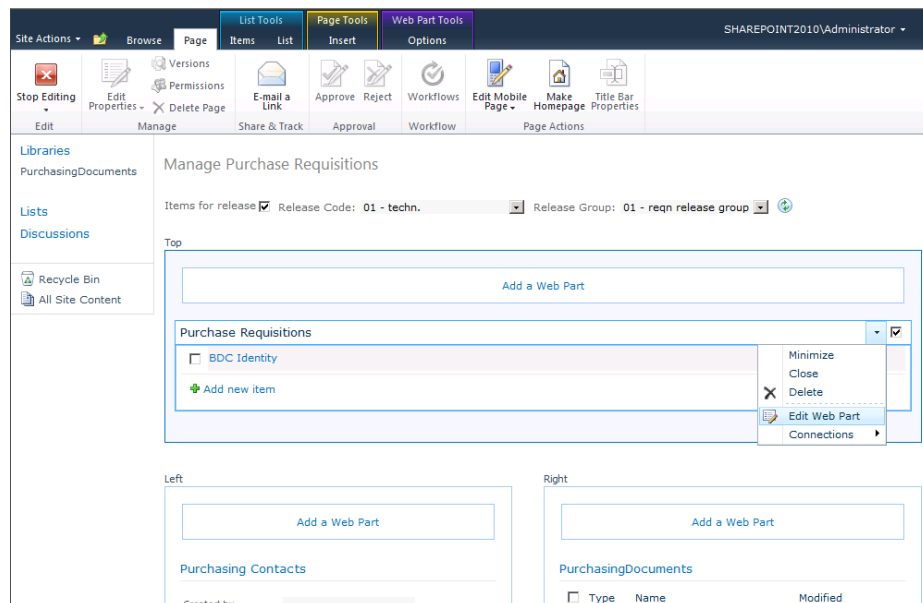 List Tools Page Tools Web Part Tools
Site Actions Browse Page Items List Insert Options SHAREPOINT2010\Administrator
Stop Editing
Edit Properties
Versions
Permissions
Delete Page
E-mail a Link
Approve Reject
Workflows
Edit Mobile Page
Make Homepage
Title Bar Properties
Edit Manage Share & Track Approval Workflow Page Actions
Libraries
PurchasingDocuments
Lists
Discussions
Recycle Bin
All Site Content
Manage Purchase Requisitions
Items for release Release Code: 01 - techn. Release Group: 01 - reqn release group
Top
Add a Web Part
Purchase Requisitions
BDC Identity
Add new item
Minimize
Close
Delete
Edit Web Part
Connections
Left
Add a Web Part
Purchasing Contacts
Created by
Right
Add a Web Part
PurchasingDocuments
Type Name Modified